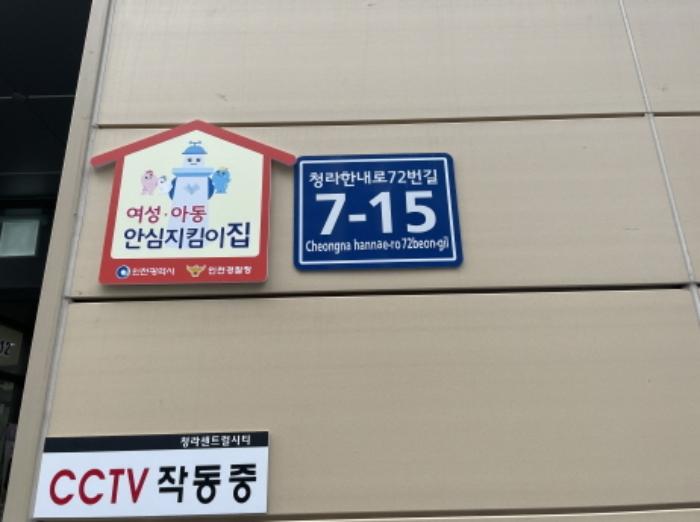 여성·아동
안심지킴이집
인천광역시 인천경찰청
청라한내로72번길
7-15
Cheongna hannae-ro 72beon-gil
청라센트럴시티
CCTV 작동중